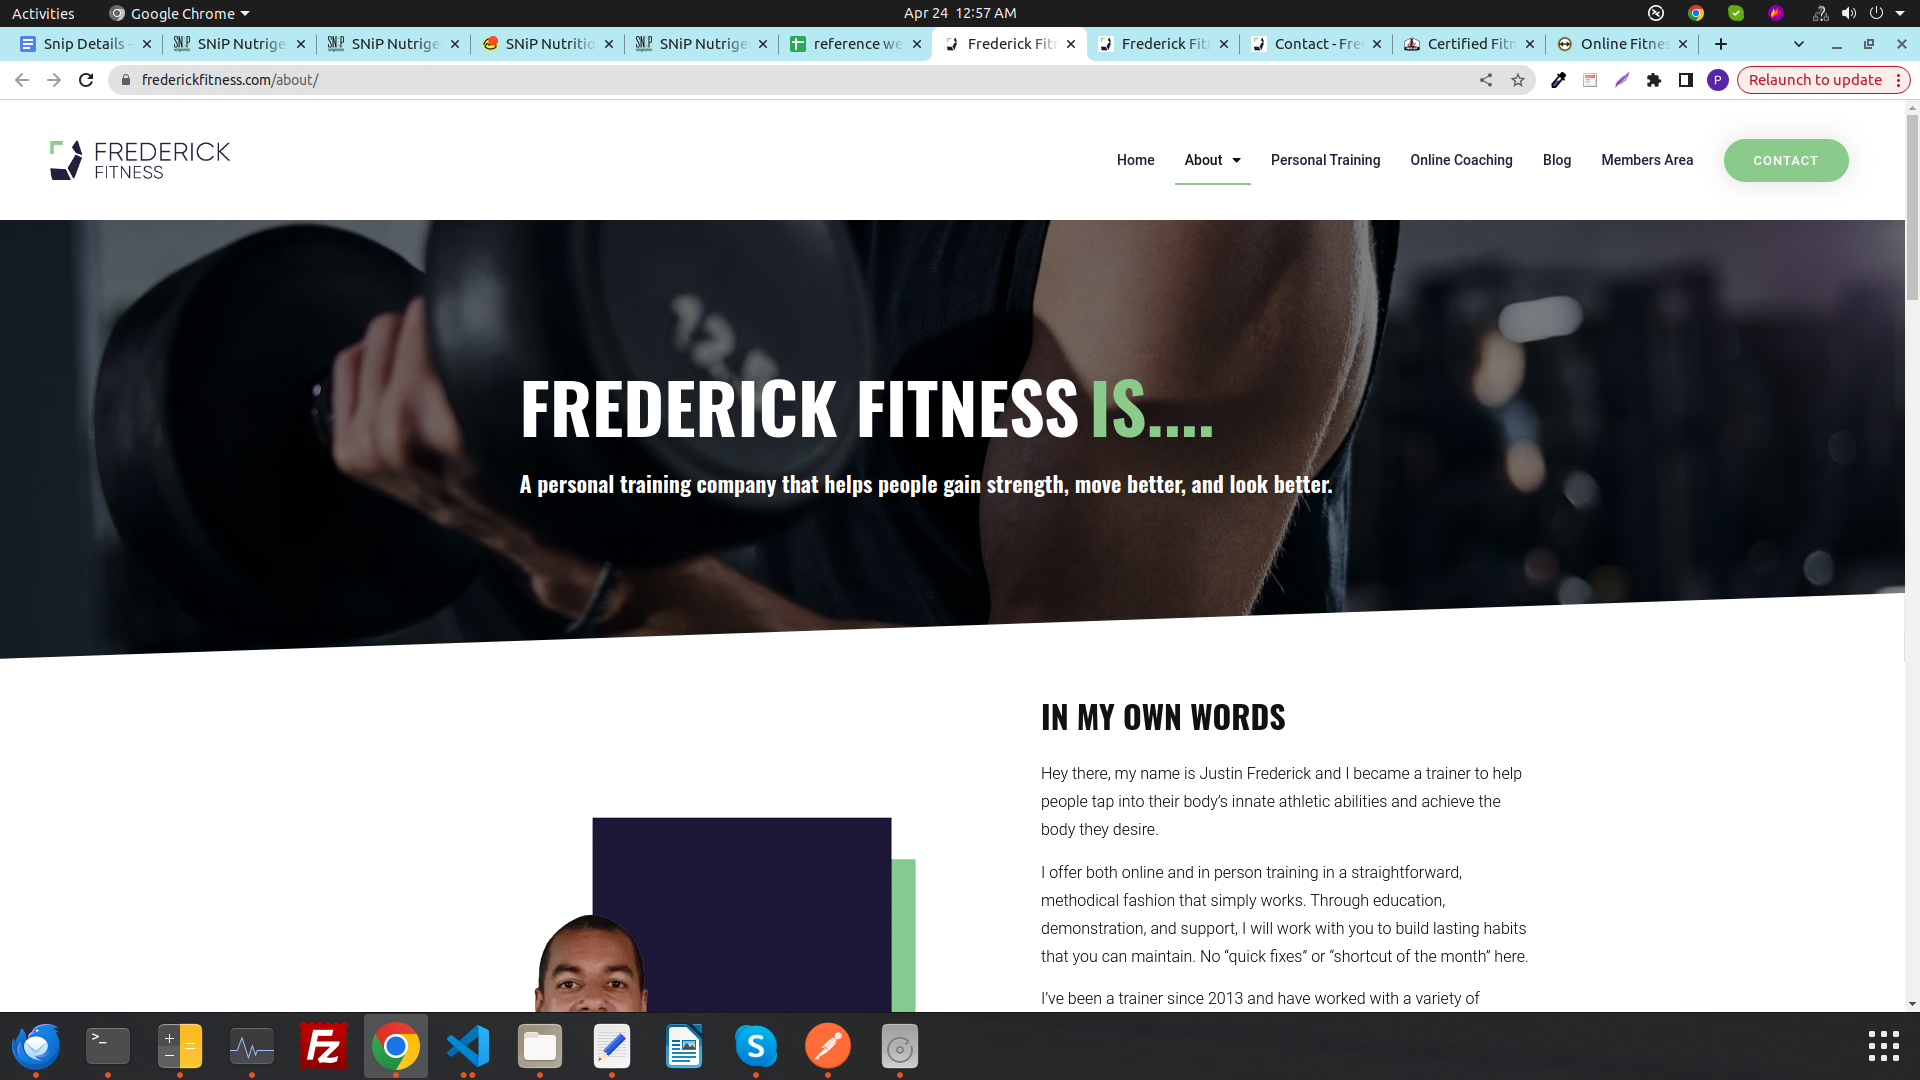 Activities
Google Chrome
Apr 24 12:57 AM
Snip Details -
SNiP Nutrige
SNiP Nutrige
SNiP Nutritio
SNiP Nutrige
reference we
Frederick Fitn
Frederick Fitn
Contact - Fre
Certified Fitn
Online Fitnes
frederickfitness.com/about/
P
Relaunch to update
FREDERICK
FITNESS
Home
About
Personal Training
Online Coaching
Blog
Members Area
CONTACT
FREDERICK FITNESS IS....
A personal training company that helps people gain strength, move better, and look better.
IN MY OWN WORDS
Hey there, my name is Justin Frederick and I became a trainer to help
people tap into their body’s innate athletic abilities and achieve the
body they desire.
I offer both online and in person training in a straightforward,
methodical fashion that simply works. Through education,
demonstration, and support, I will work with you to build lasting habits
that you can maintain. No “quick fixes” or “shortcut of the month” here.
I’ve been a trainer since 2013 and have worked with a variety of